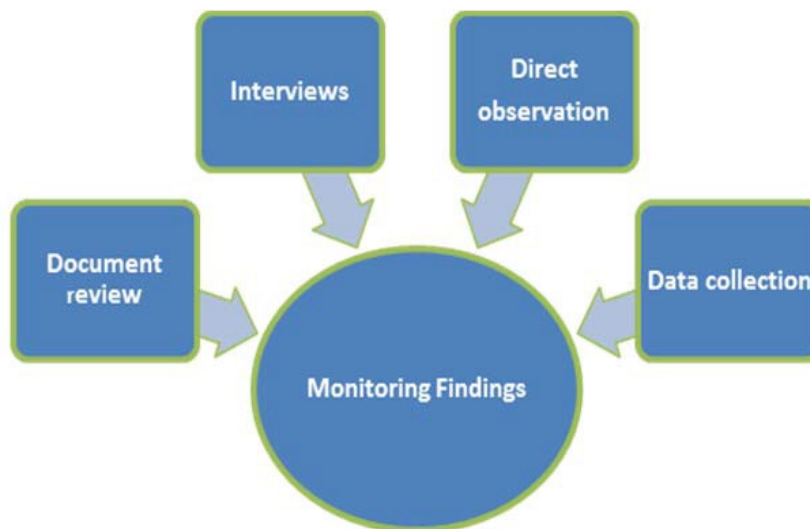 Interviews
Direct
observation
Document
review
Data collection
Monitoring Findings